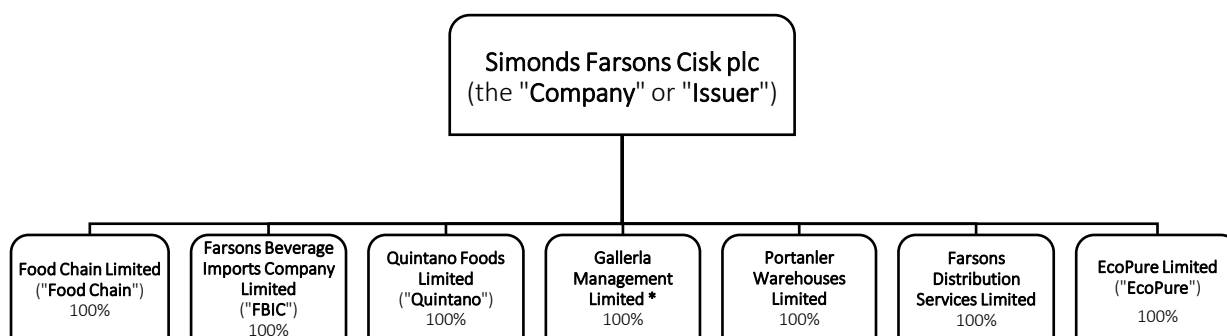 Simonds Farsons Cisk plc
(the "Company" or "Issuer")
Food Chain Limited
("Food Chain")
100%
Farsons Beverage
Imports Company
Limited
("FBIC")
100%
Quintano Foods
Limited
("Quintano")
100%
Galleria
Management
Limited *
100%
Portanier
Warehouses
Limited
100%
Farsons
Distribution
Services Limited
100%
EcoPure Limited
("EcoPure")
100%